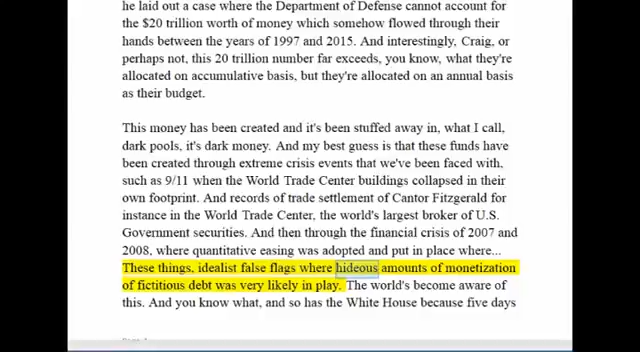 he laid out a case where the Department of Defense cannot account for
the $20 trillion worth of money which somehow flowed through their
hands between the years of 1997 and 2015. And interestingly, Craig, or
perhaps not, this 20 trillion number far exceeds, you know, what they're
allocated on accumulative basis, but they're allocated on an annual basis
as their budget.
This money has been created and it's been stuffed away in, what I call,
dark pools, it's dark money. And my best guess is that these funds have
been created through extreme crisis events that we've been faced with,
such as 9/11 when the World Trade Center buildings collapsed in their
own footprint. And records of trade settlement of Cantor Fitzgerald for
instance in the World Trade Center, the world's largest broker of U.S.
Government securities. And then through the financial crisis of 2007 and
2008, where quantitative easing was adopted and put in place where...
These things, idealist false flags where hideous amounts of monetization
of fictitious debt was very likely in play. The world's become aware of
this. And you know what, and so has the White House because five days